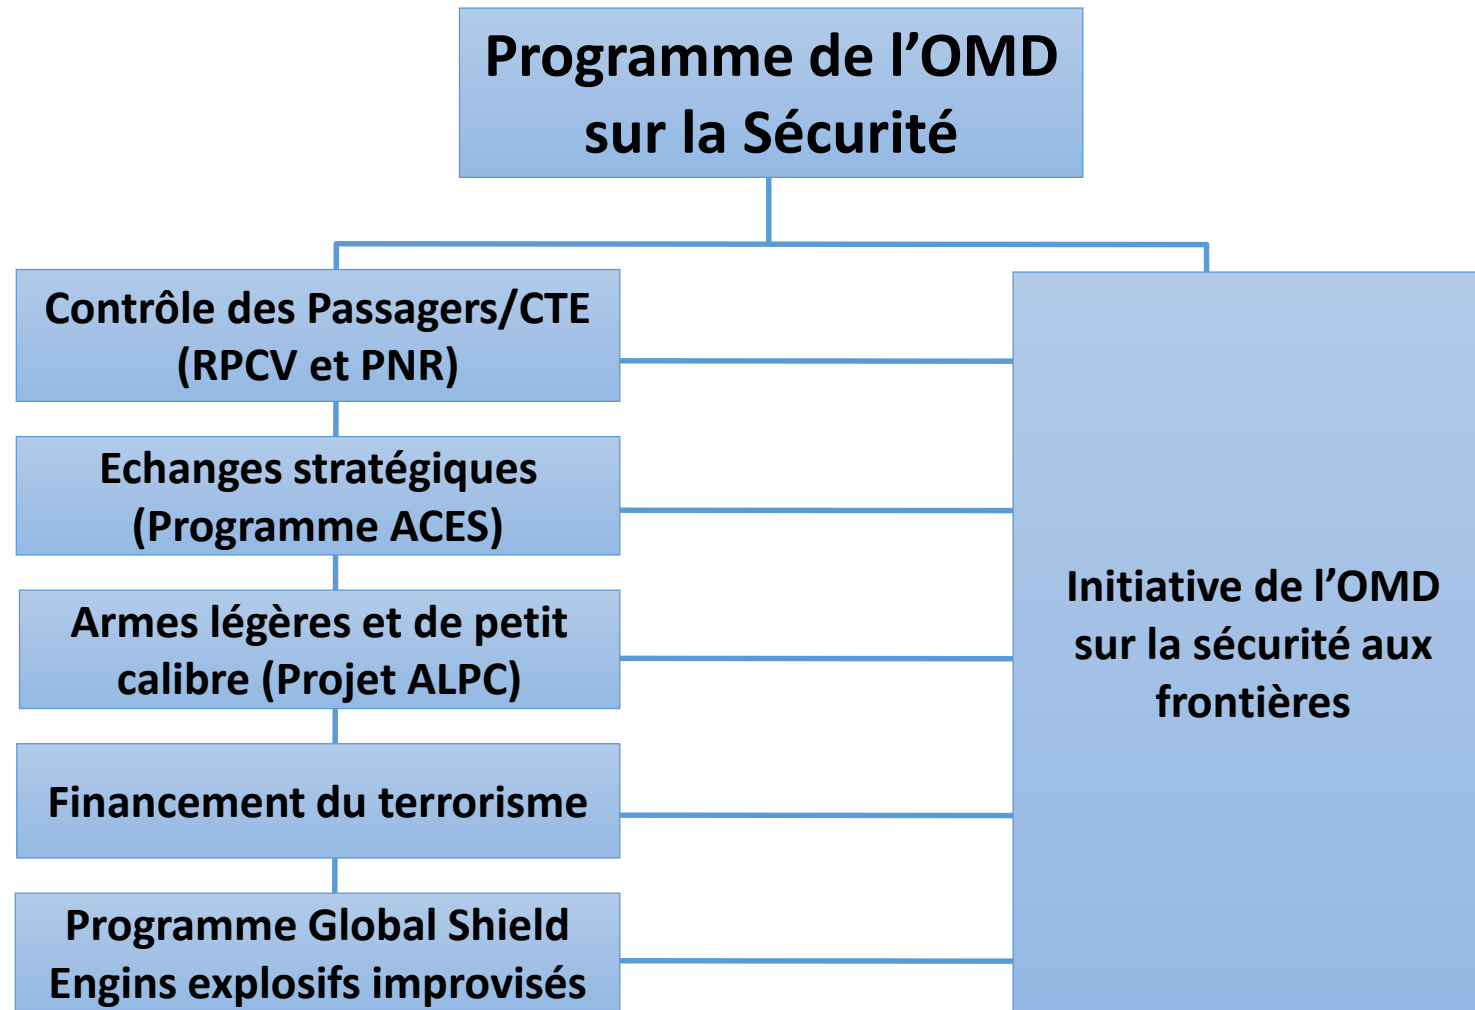 Programme de l’OMD
sur la Sécurité
Contrôle des Passagers/CTE
(RPCV et PNR)
Echanges stratégiques
(Programme ACES)
Armes légères et de petit
calibre (Projet ALPC)
Financement du terrorisme
Programme Global Shield
Engins explosifs improvisés
Initiative de l’OMD
sur la sécurité aux
frontières